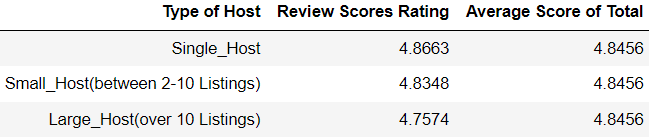 Type of Host Review Scores Rating Average Score of Total
Single_Host 4.8663 4.8456
Small_Host(between 2-10 Listings) 4.8348 4.8456
Large_Host(over 10 Listings) 4.7574 4.8456